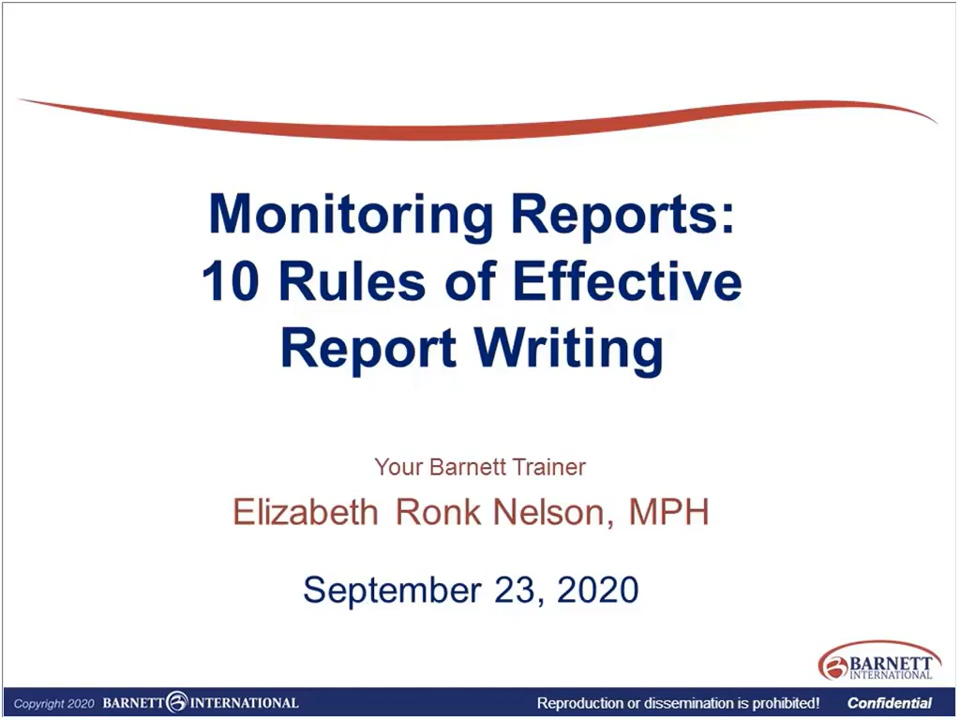 Monitoring Reports:
10 Rules of Effective
Report Writing
Your Barnett Trainer
Elizabeth Ronk Nelson, MPH
September 23, 2020
BARNETT
INTERNATIONAL
Copyright 2020 BARNETT INTERNATIONAL Reproduction or dissemination is prohibited! Confidential